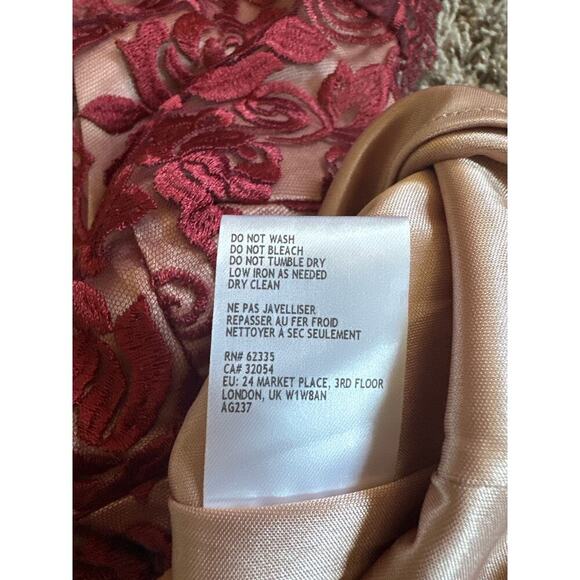 DO NOT WASH
DO NOT BLEACH
DO NOT TUMBLE DRY
LOW IRON AS NEEDED
DRY CLEAN
NE PAS JAVELLISER
REPASSER AU FER FROID
NETTOYER À SEC SEULEMENT
RN# 62335
CA# 32054
EU: 24 MARKET PLACE, 3RD FLOOR
LONDON, UK W1W8AN
AG237